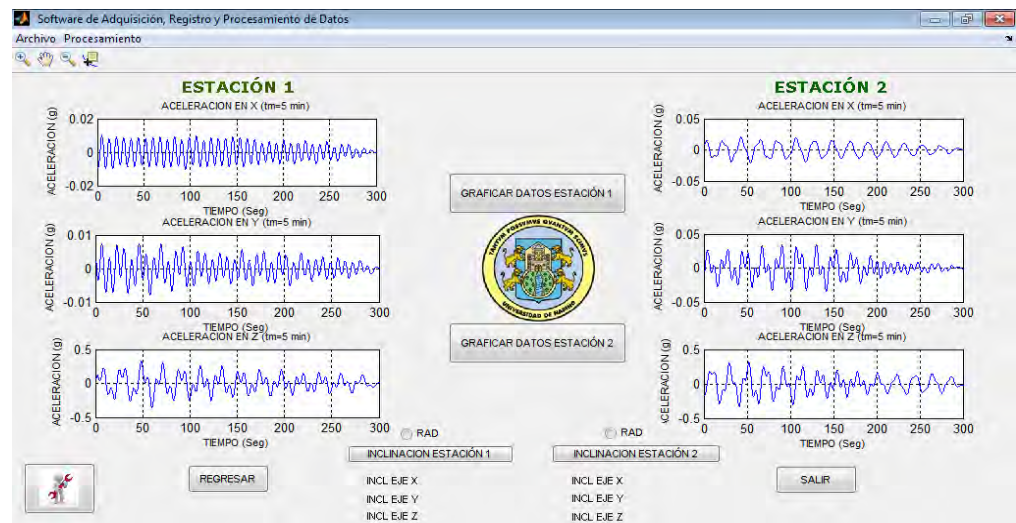 Software de Adquisición, Registro y Procesamiento de Datos
Archivo Procesamiento
ESTACIÓN 1
ACELERACION EN X (tm=5 min)
ACELERACION (g)
0.02
0
-0.02
0 50 100 150 200 250 300
TIEMPO (Seg)
ACELERACION EN Y (tm=5 min)
ACELERACION (g)
0.01
0
-0.01
0 50 100 150 200 250 300
TIEMPO (Seg)
ACELERACION EN Z (tm=5 min)
ACELERACION (g)
0.5
0
-0.5
0 50 100 150 200 250 300
TIEMPO (Seg)
GRAFICAR DATOS ESTACIÓN 1
TANTVM POSSVMVS QVANTVM SCIMVS
UNIVERSIDAD DE NARIÑO
GRAFICAR DATOS ESTACIÓN 2
ESTACIÓN 2
ACELERACION EN X (tm=5 min)
ACELERACION (g)
0.05
0
-0.05
0 50 100 150 200 250 300
TIEMPO (Seg)
ACELERACION EN Y (tm=5 min)
ACELERACION (g)
0.05
0
-0.05
0 50 100 150 200 250 300
TIEMPO (Seg)
ACELERACION EN Z (tm=5 min)
ACELERACION (g)
0.5
0
-0.5
0 50 100 150 200 250 300
TIEMPO (Seg)
RAD
INCLINACION ESTACIÓN 1
INCL EJE X
INCL EJE Y
INCL EJE Z
RAD
INCLINACION ESTACIÓN 2
INCL EJE X
INCL EJE Y
INCL EJE Z
REGRESAR
SALIR